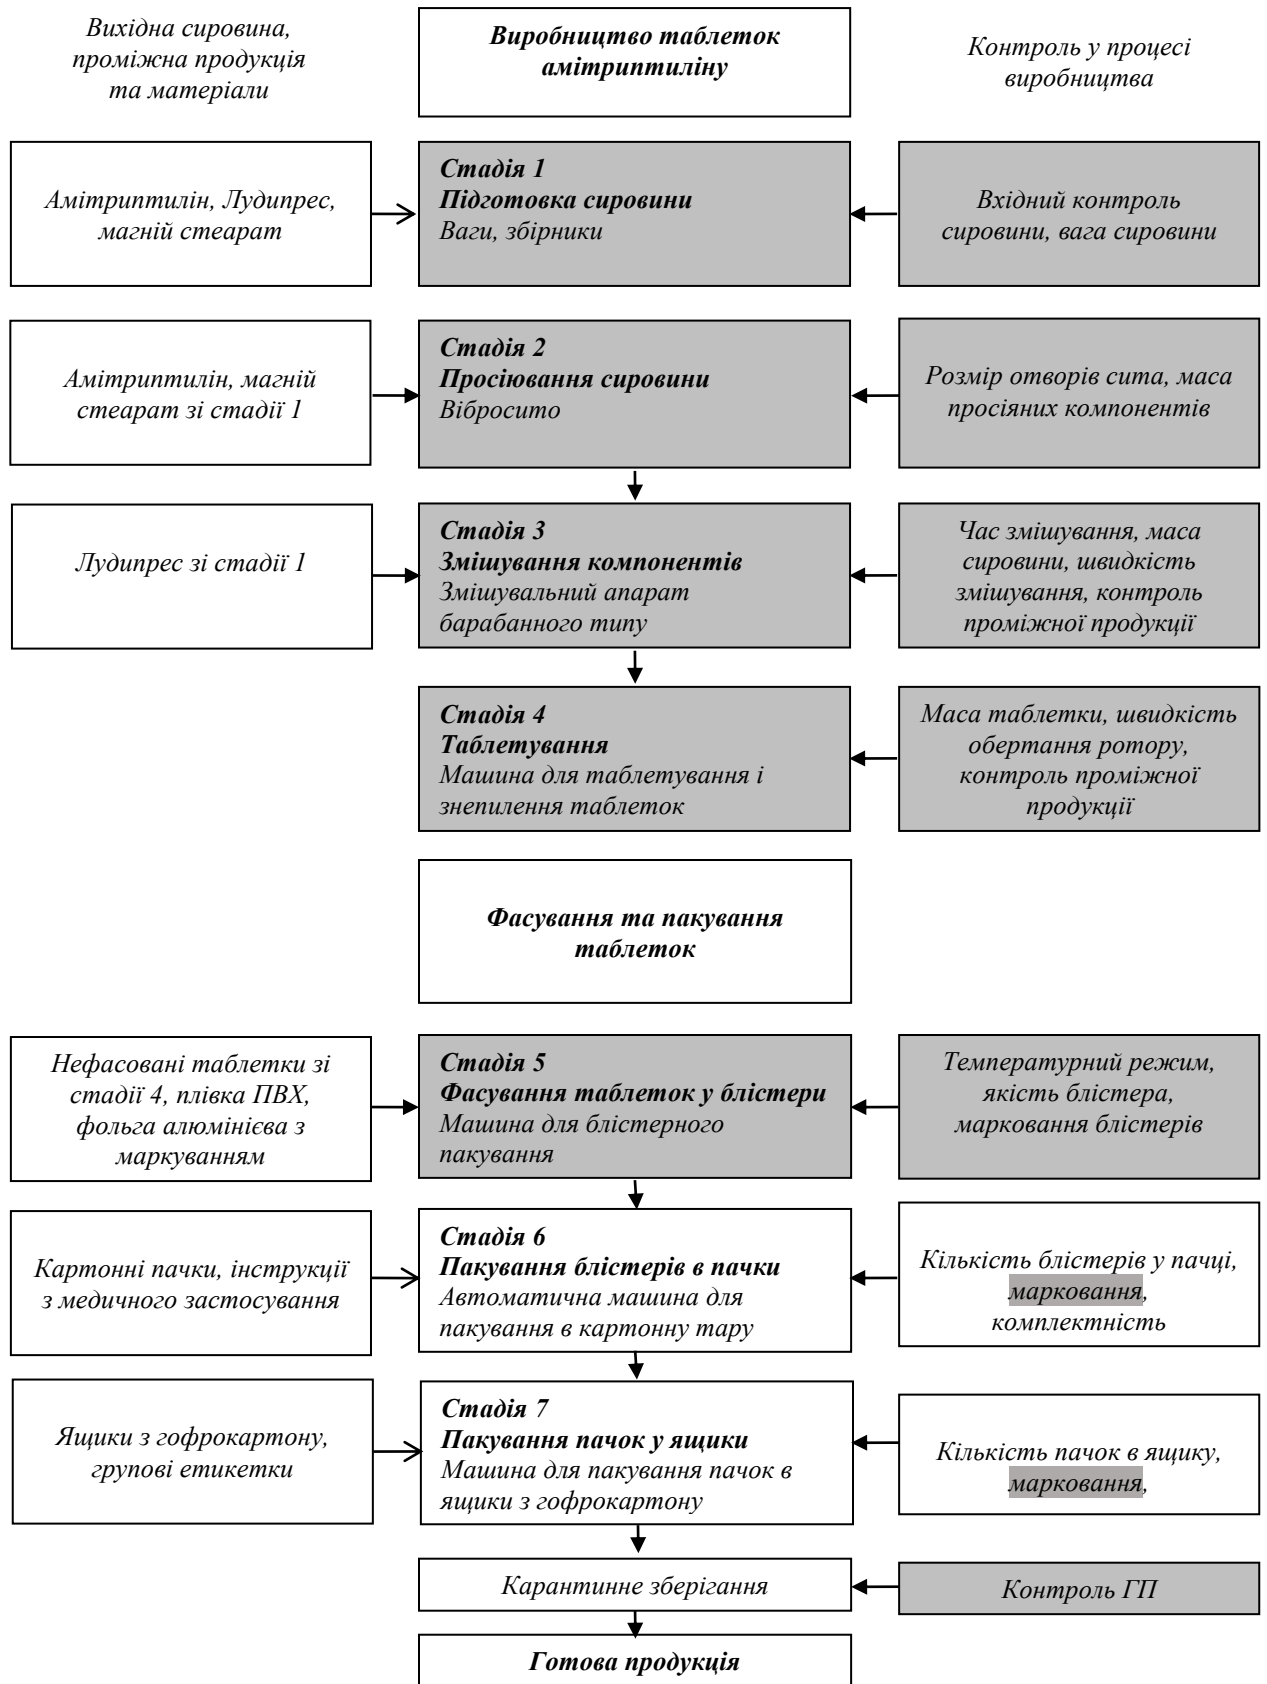 Вихідна сировина,
проміжна продукція
та матеріали
Виробництво таблеток
амітриптиліну
Контроль у процесі
виробництва
Амітриптилін, Лудипрес,
магній стеарат
Стадія 1
Підготовка сировини
Ваги, збірники
Вхідний контроль
сировини, вага сировини
Амітриптилін, магній
стеарат зі стадії 1
Стадія 2
Просіювання сировини
Вібросито
Розмір отворів сита, маса
просіяних компонентів
Лудипрес зі стадії 1
Стадія 3
Змішування компонентів
Змішувальний апарат
барабанного типу
Час змішування, маса
сировини, швидкість
змішування, контроль
проміжної продукції
Стадія 4
Таблетування
Машина для таблетування і
знепилення таблеток
Маса таблетки, швидкість
обертання ротору,
контроль проміжної
продукції
Фасування та пакування
таблеток
Нефасовані таблетки зі
стадії 4, плівка ПВХ,
фольга алюмінієва з
маркуванням
Стадія 5
Фасування таблеток у блістери
Машина для блістерного
пакування
Температурний режим,
якість блістера,
марковання блістерів
Картонні пачки, інструкції
з медичного застосування
Стадія 6
Пакування блістерів в пачки
Автоматична машина для
пакування в картонну тару
Кількість блістерів у пачці,
марковання,
комплектність
Ящики з гофрокартону,
групові етикетки
Стадія 7
Пакування пачок у ящики
Машина для пакування пачок в
ящики з гофрокартону
Кількість пачок в ящику,
марковання,
Карантинне зберігання
Контроль ГП
Готова продукція